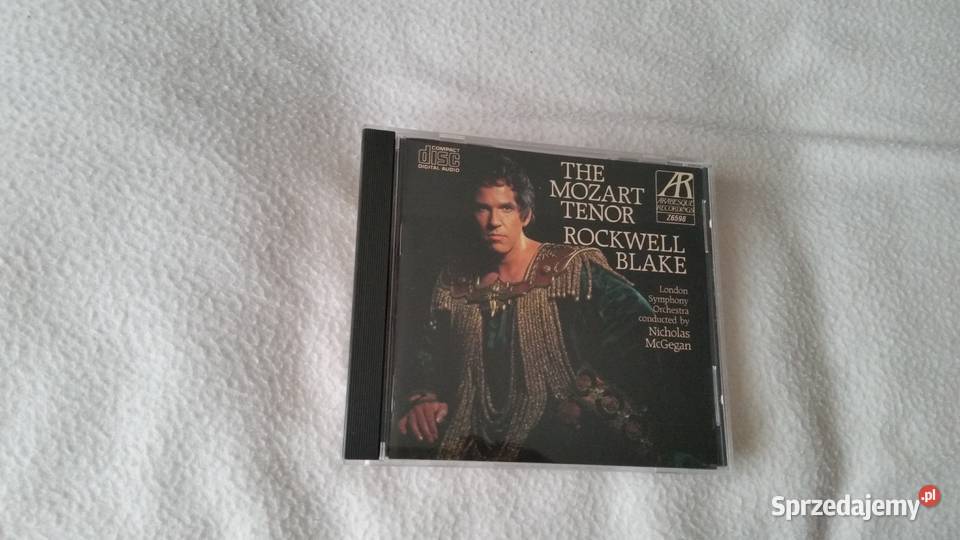 COMPACT
disc
DIGITAL AUDIO
THE
MOZART
TENOR
ROCKWELL
BLAKE
AR
ARABESQUE
RECORDINGS
Z6598
London
Symphony
Orchestra
conducted by
Nicholas
McGegan
Sprzedajemy.pl